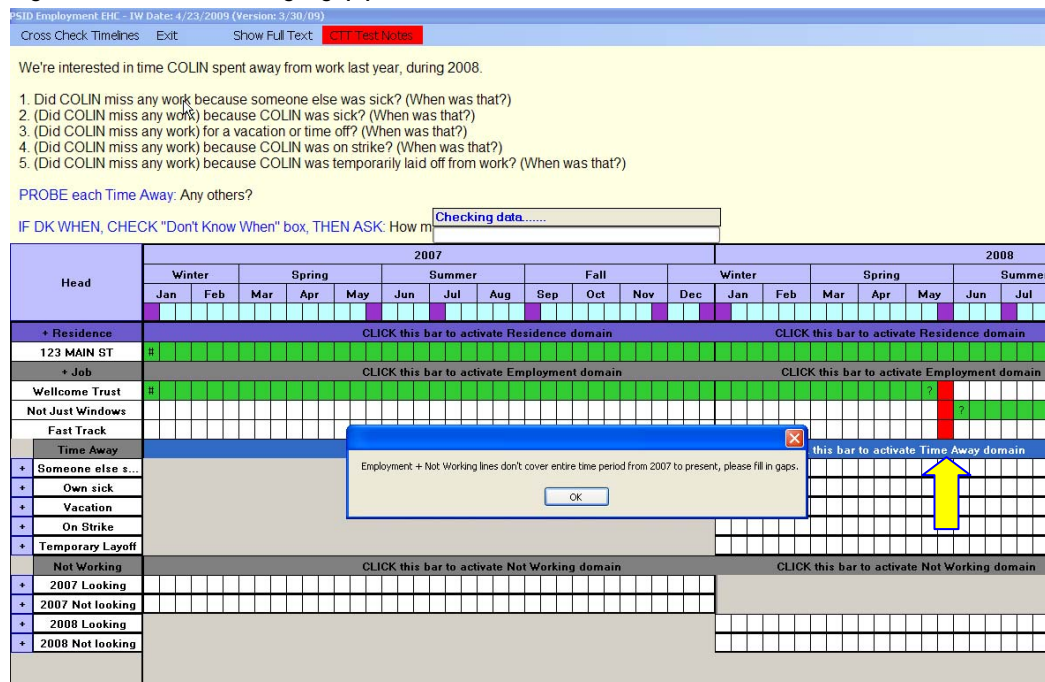 PSID Employment EHC - IW Date: 4/23/2009 (Version: 3/30/09)
Cross Check Timelines Exit Show Full Text CTT Test Notes
We're interested in time COLIN spent away from work last year, during 2008.
1. Did COLIN miss any work because someone else was sick? (When was that?)
2. (Did COLIN miss any work) because COLIN was sick? (When was that?)
3. (Did COLIN miss any work) for a vacation or time off? (When was that?)
4. (Did COLIN miss any work) because COLIN was on strike? (When was that?)
5. (Did COLIN miss any work) because COLIN was temporarily laid off from work? (When was that?)
PROBE each Time Away: Any others?
Checking data.......
IF DK WHEN, CHECK "Don't Know When" box, THEN ASK: How m
2007 2008
Head Winter Spring Summer Fall Winter Spring Summe
Jan Feb Mar Apr May Jun Jul Aug Sep Oct Nov Dec Jan Feb Mar Apr May Jun Jul
+ Residence CLICK this bar to activate Residence domain CLICK this bar to activate Residence domain
123 MAIN ST #
+ Job CLICK this bar to activate Employment domain CLICK this bar to activate Employment domain
Wellcome Trust # ?
Not Just Windows ?
Fast Track
Time Away this bar to activate Time Away domain
+ Someone else s...
Employment + Not Working lines don't cover entire time period from 2007 to present, please fill in gaps.
+ Own sick
OK
+ Vacation
+ On Strike
+ Temporary Layoff
Not Working CLICK this bar to activate Not Working domain CLICK this bar to activate Not Working domain
+ 2007 Looking
+ 2007 Not looking
+ 2008 Looking
+ 2008 Not looking